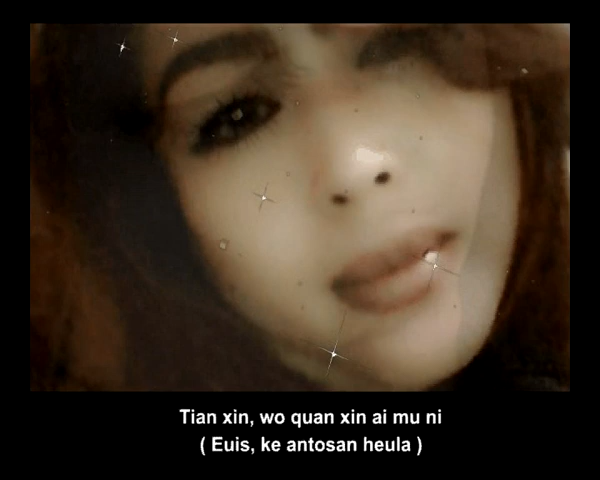 Tian xin, wo quan xin ai mu ni
( Euis, ke antosan heula )